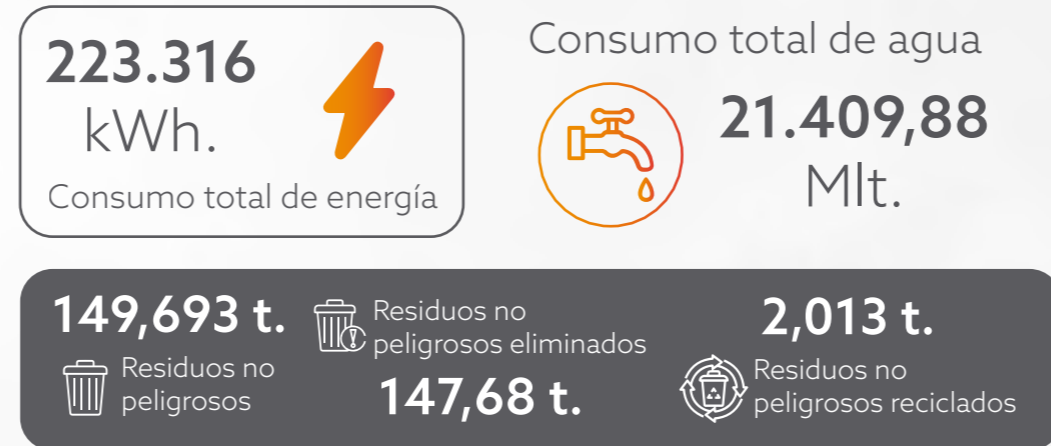 223.316
kWh.
Consumo total de energía
Consumo total de agua
21.409,88
Mlt.
149,693 t.
Residuos no
peligrosos
Residuos no
peligrosos eliminados
147,68 t.
2,013 t.
Residuos no
peligrosos reciclados